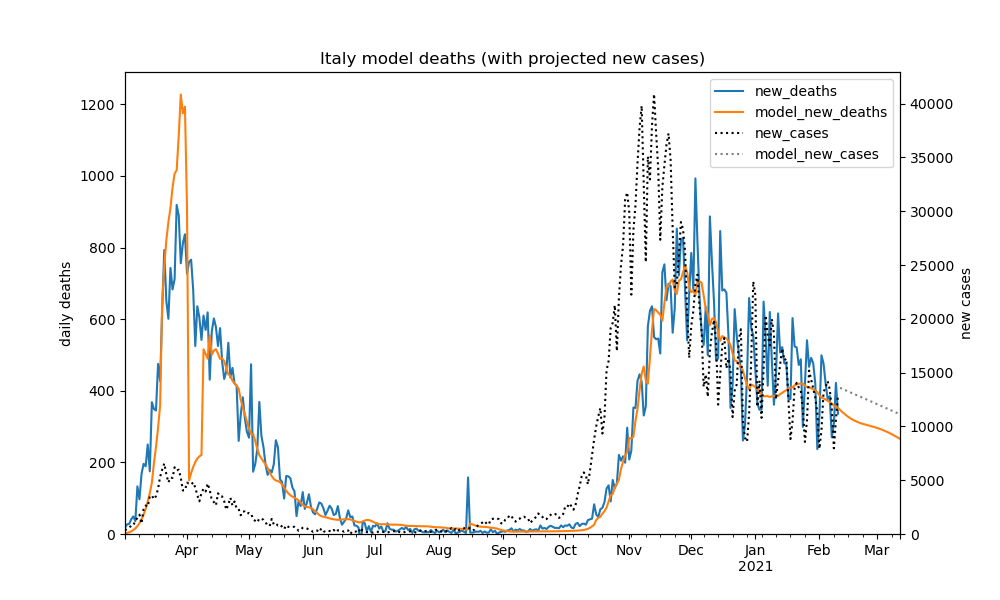 Italy model deaths (with projected new cases)
new_deaths
model_new_deaths
new_cases
model_new_cases
daily deaths
new cases
1200
1000
800
600
400
200
0
40000
35000
30000
25000
20000
15000
10000
5000
0
Apr May Jun Jul Aug Sep Oct Nov Dec Jan Feb Mar
2021